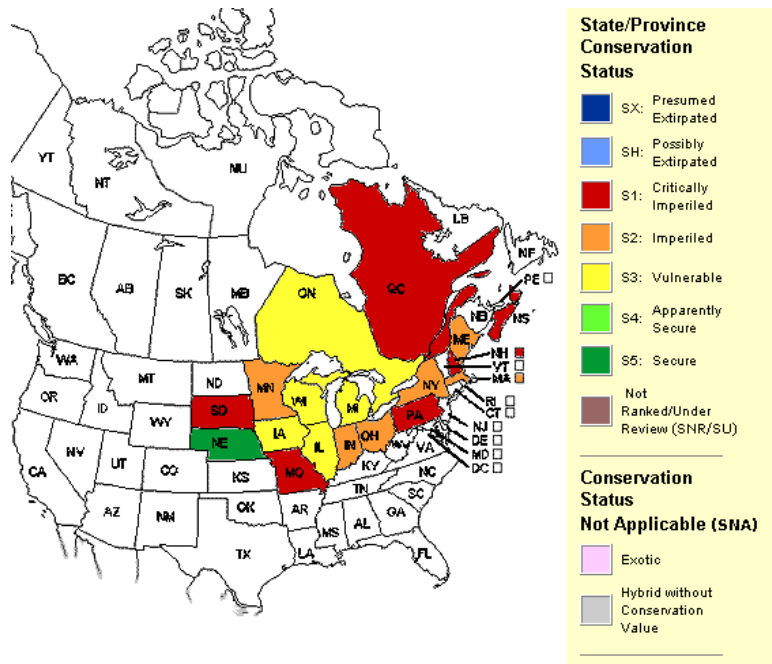 YT
NT
NU
LB
NF
BC
AB
SK
MB
ON
QC
PE
NB
NS
ME
NH
VT
MA
WA
MT
ND
MN
OR
ID
SD
WI
MI
NY
RI
CT
WY
IA
PA
NJ
NE
IL
IN
OH
DE
NV
UT
CO
WV
VA
MD
DC
CA
KS
MO
KY
NC
TN
AZ
NM
OK
AR
SC
MS
AL
GA
TX
LA
FL
State/Province
Conservation
Status
SX: Presumed
Extirpated
SH: Possibly
Extirpated
S1: Critically
Imperiled
S2: Imperiled
S3: Vulnerable
S4: Apparently
Secure
S5: Secure
Not
Ranked/Under
Review (SNR/SU)
Conservation
Status
Not Applicable (SNA)
Exotic
Hybrid without
Conservation
Value